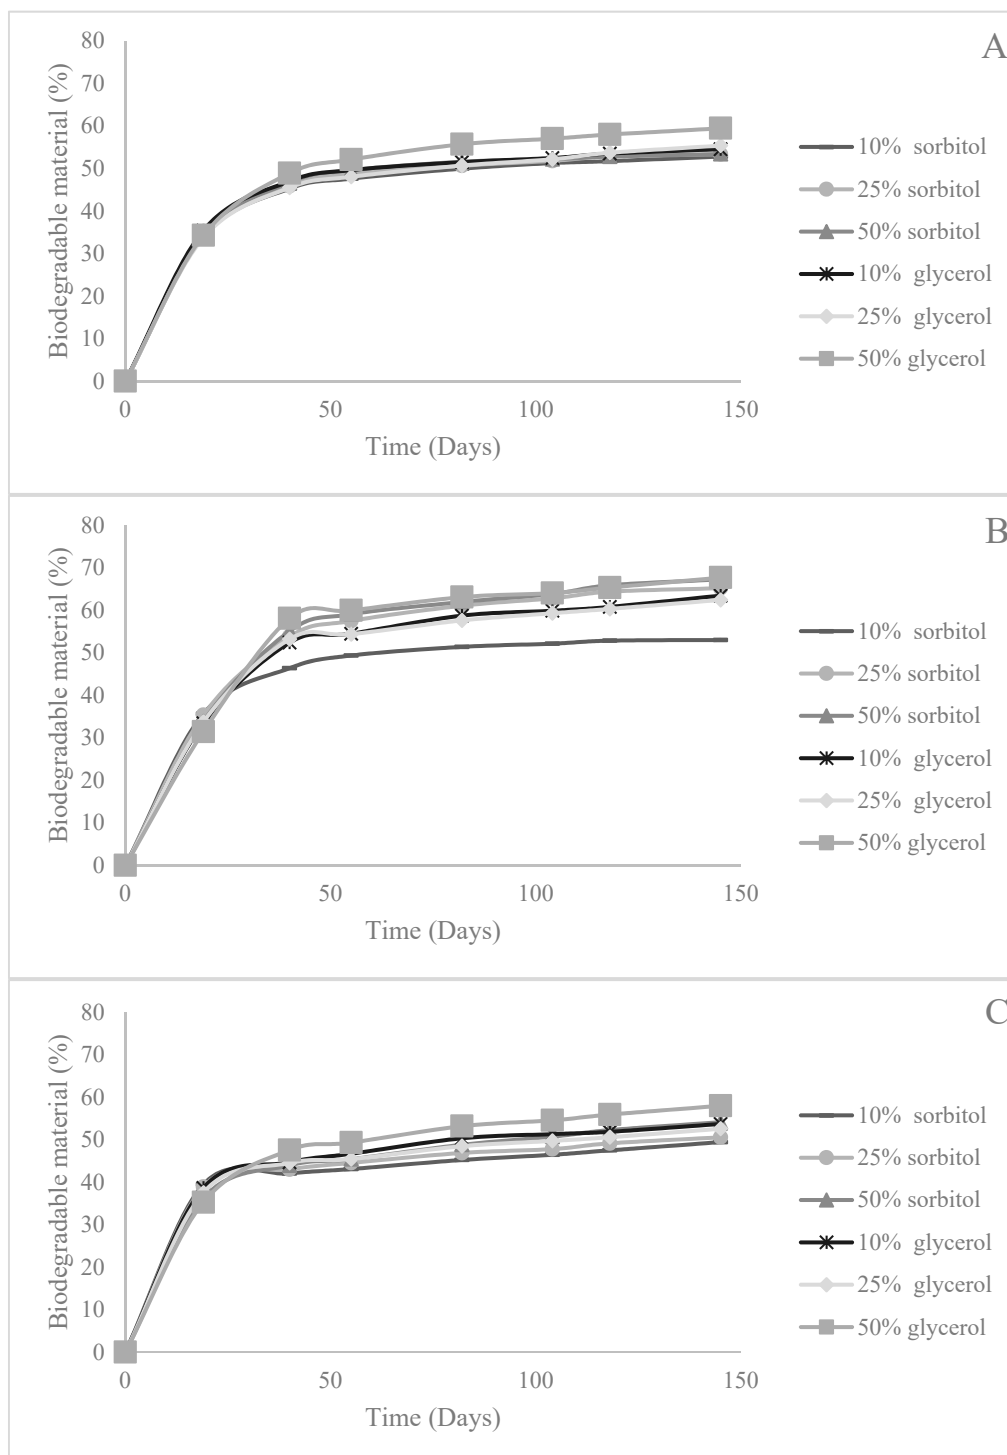 A
Biodegradable material (%)
80
70
60
50
40
30
20
10
0
0 50 100 150
Time (Days)
10% sorbitol
25% sorbitol
50% sorbitol
10% glycerol
25% glycerol
50% glycerol
B
Biodegradable material (%)
80
70
60
50
40
30
20
10
0
0 50 100 150
Time (Days)
10% sorbitol
25% sorbitol
50% sorbitol
10% glycerol
25% glycerol
50% glycerol
C
Biodegradable material (%)
80
70
60
50
40
30
20
10
0
0 50 100 150
Time (Days)
10% sorbitol
25% sorbitol
50% sorbitol
10% glycerol
25% glycerol
50% glycerol